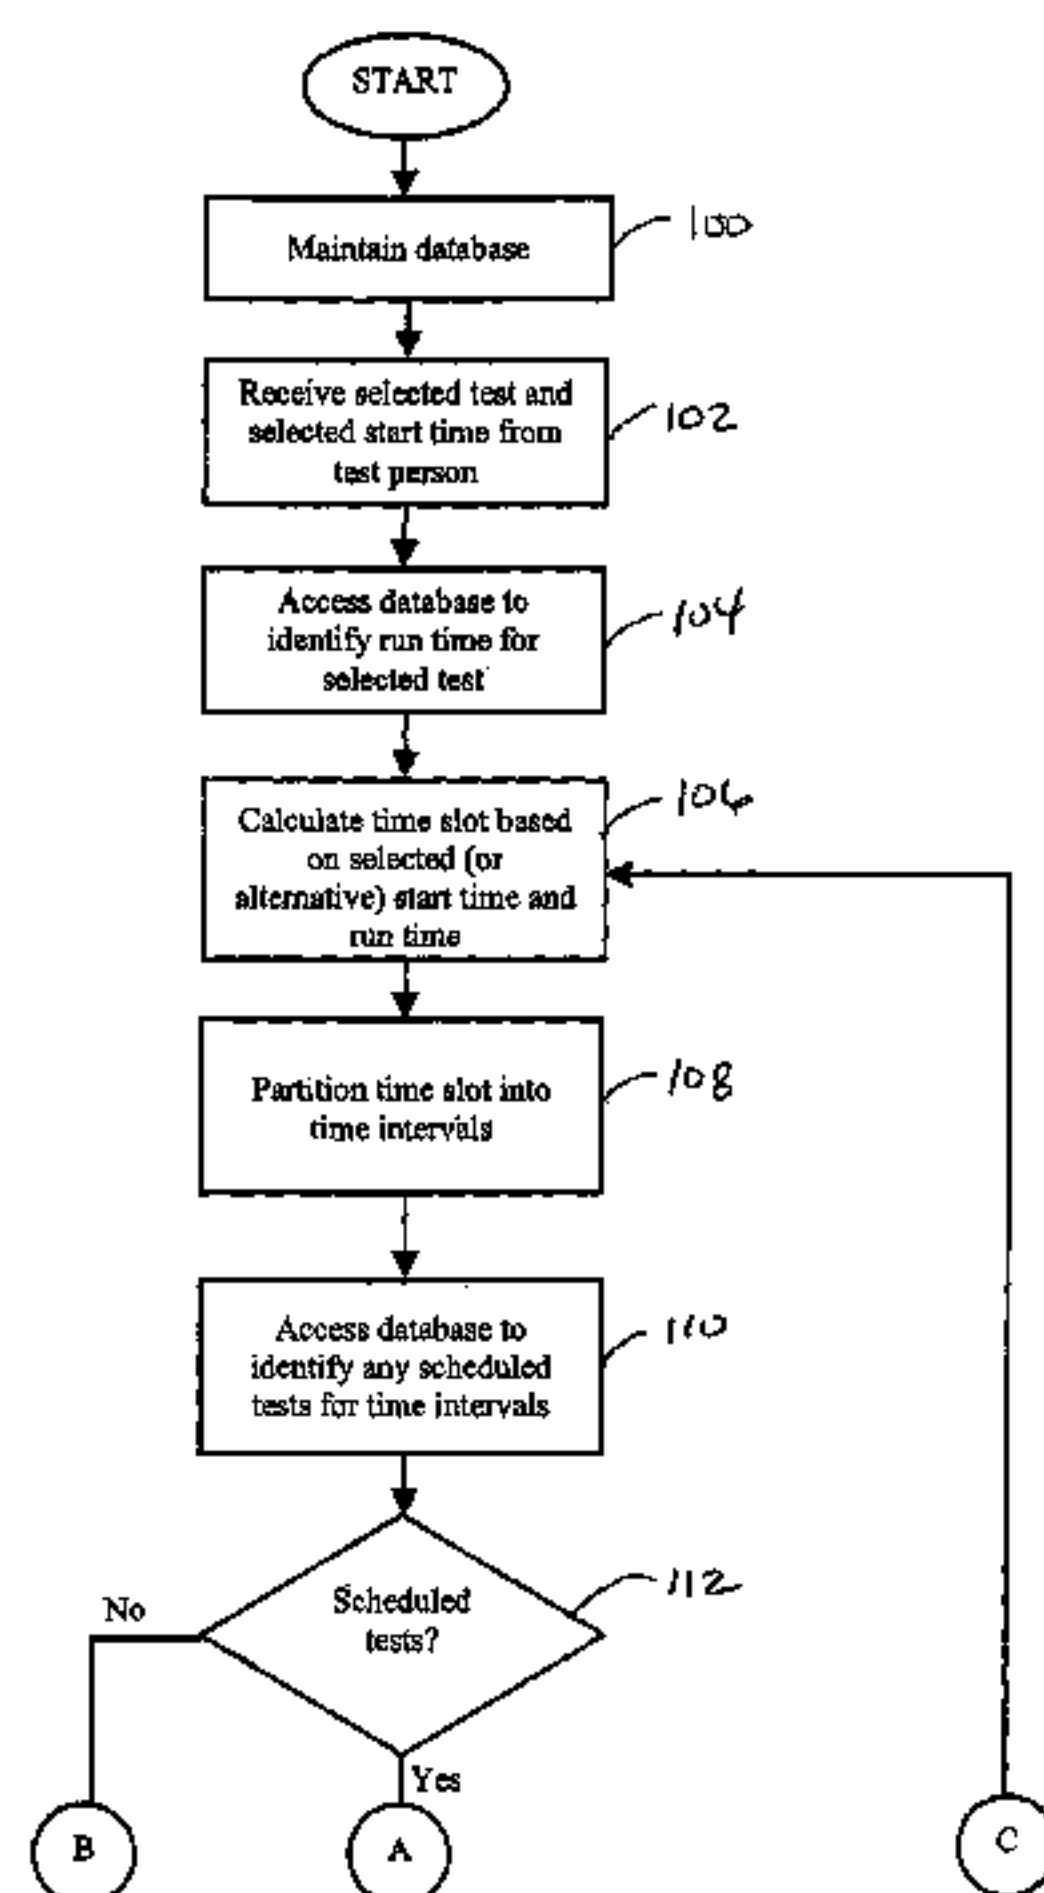 START
Maintain database
100
Receive selected test and
selected start time from
test person
102
Access database to
identify run time for
selected test
104
Calculate time slot based
on selected (or
alternative) start time and
run time
106
Partition time slot into
time intervals
108
Access database to
identify any scheduled
tests for time intervals
110
Scheduled
tests?
112
No
Yes
B
A
C